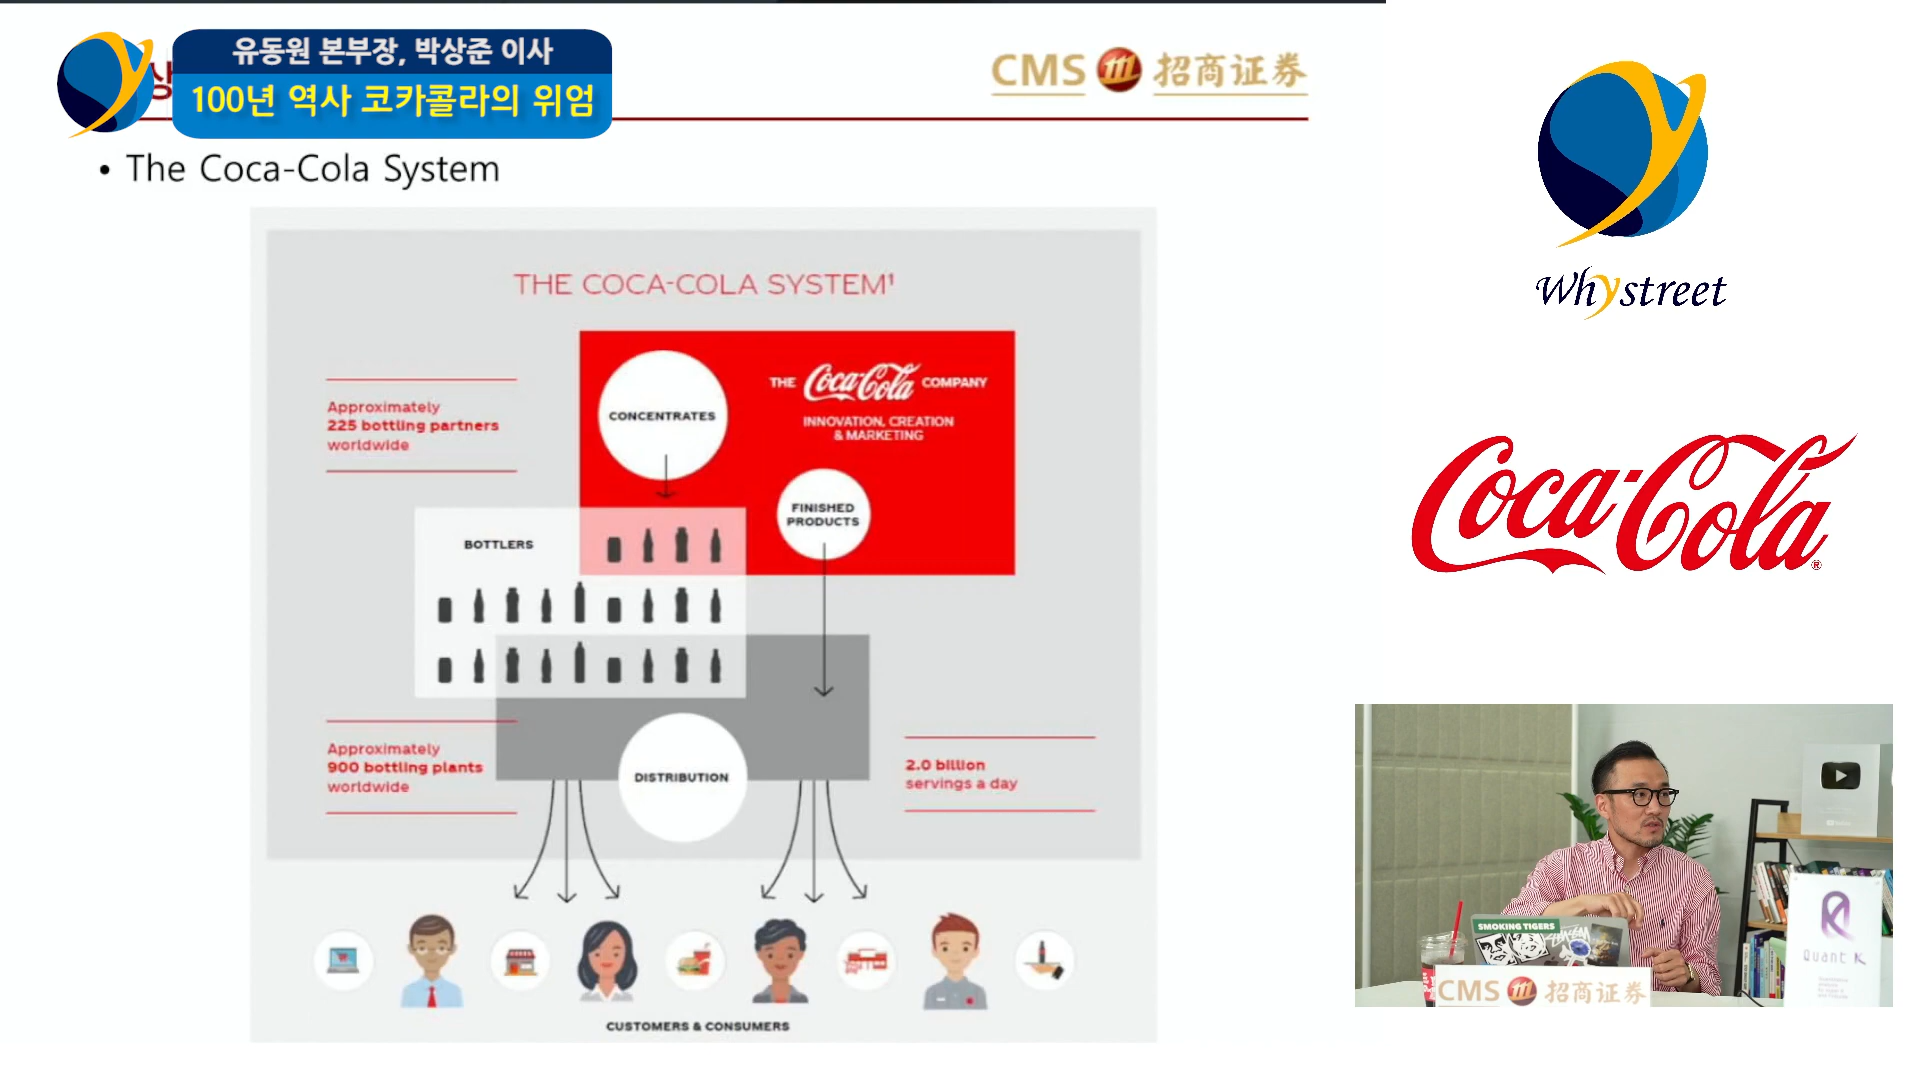 유동원 본부장, 박상준 이사
100년 역사 코카콜라의 위엄
CMS 招商证券
• The Coca-Cola System
THE COCA-COLA SYSTEM¹
Approximately
225 bottling partners
worldwide
CONCENTRATES
THE Coca-Cola COMPANY
INNOVATION, CREATION
& MARKETING
FINISHED
PRODUCTS
BOTTLERS
Approximately
900 bottling plants
worldwide
DISTRIBUTION
2.0 billion
servings a day
CUSTOMERS & CONSUMERS
Whystreet
Coca-Cola®
SMOKING TIGERS
CMS 招商证券
Quant K